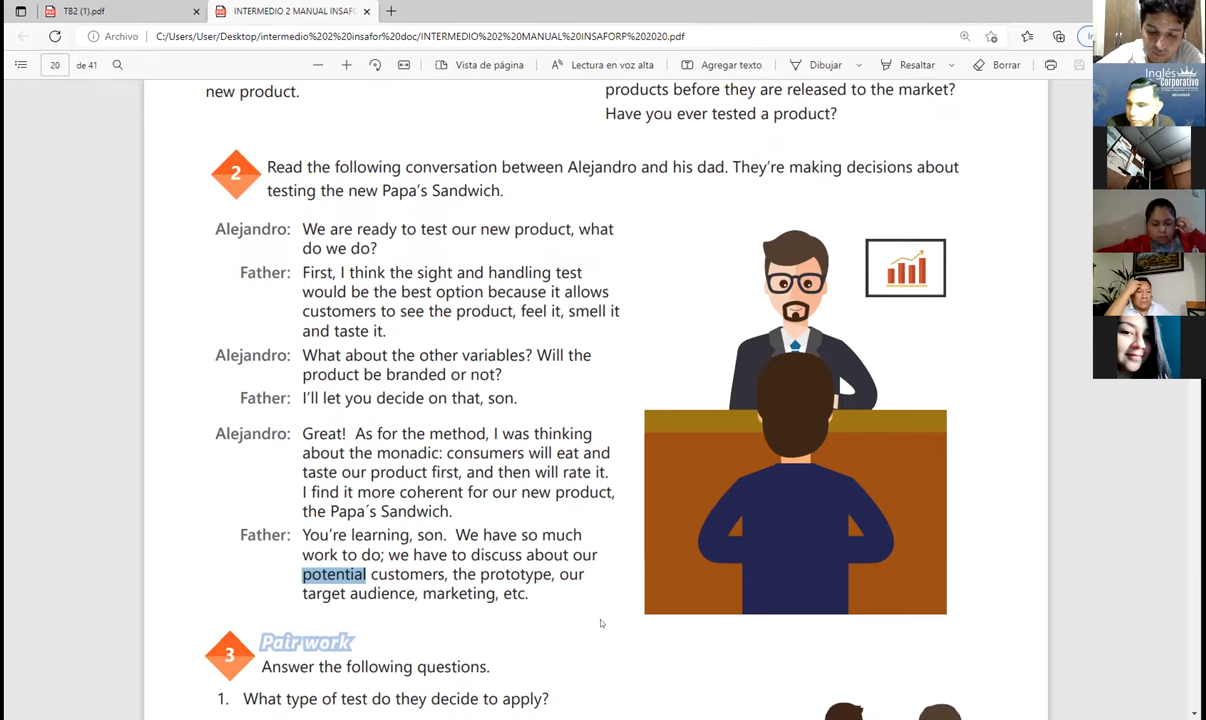 TB2 (1).pdf
INTERMEDIO 2 MANUAL INSAFO
Archivo C:/Users/User/Desktop/intermedio%202%20insafor%20doc/INTERMEDIO%202%20MANUAL%20INSAFORP%202020.pdf
20 de 41 Vista de página Lectura en voz alta Agregar texto Dibujar Resaltar Borrar
new product.
products before they are released to the market?
Have you ever tested a product?
2 Read the following conversation between Alejandro and his dad. They're making decisions about
testing the new Papa's Sandwich.
Alejandro: We are ready to test our new product, what
do we do?
Father: First, I think the sight and handling test
would be the best option because it allows
customers to see the product, feel it, smell it
and taste it.
Alejandro: What about the other variables? Will the
product be branded or not?
Father: I'll let you decide on that, son.
Alejandro: Great! As for the method, I was thinking
about the monadic: consumers will eat and
taste our product first, and then will rate it.
I find it more coherent for our new product,
the Papa´s Sandwich.
Father: You're learning, son. We have so much
work to do; we have to discuss about our
potential customers, the prototype, our
target audience, marketing, etc.
Pair work
3 Answer the following questions.
1. What type of test do they decide to apply?
Inglés
Corporativo